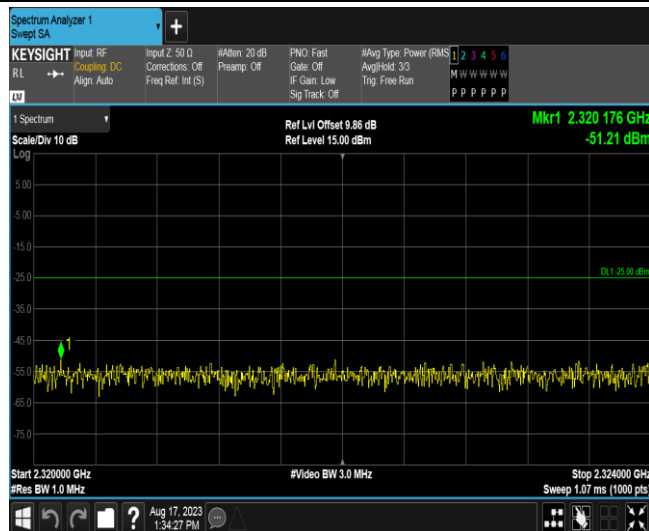 Spectrum Analyzer 1
Swept SA
+
KEYSIGHT
RL
LXI
Input: RF
Coupling: DC
Align: Auto
Input Z: 50 Ω
Corrections: Off
Freq Ref: Int (S)
#Atten: 20 dB
Preamp: Off
PNO: Fast
Gate: Off
IF Gain: Low
Sig Track: Off
#Avg Type: Power (RMS
Avg|Hold: 3/3
Trig: Free Run
1 2 3 4 5 6
M W W W W W
P P P P P P
1 Spectrum
Scale/Div 10 dB
Ref Lvl Offset 9.86 dB
Ref Level 15.00 dBm
Mkr1 2.320 176 GHz
-51.21 dBm
Log
5.00
-5.00
-15.0
-25.0
DL1 -25.00 dBm
-35.0
-45.0
1
-55.0
-65.0
-75.0
Start 2.320000 GHz
#Video BW 3.0 MHz
Stop 2.324000 GHz
#Res BW 1.0 MHz
Sweep 1.07 ms (1000 pts)
?
Aug 17, 2023
1:34:27 PM